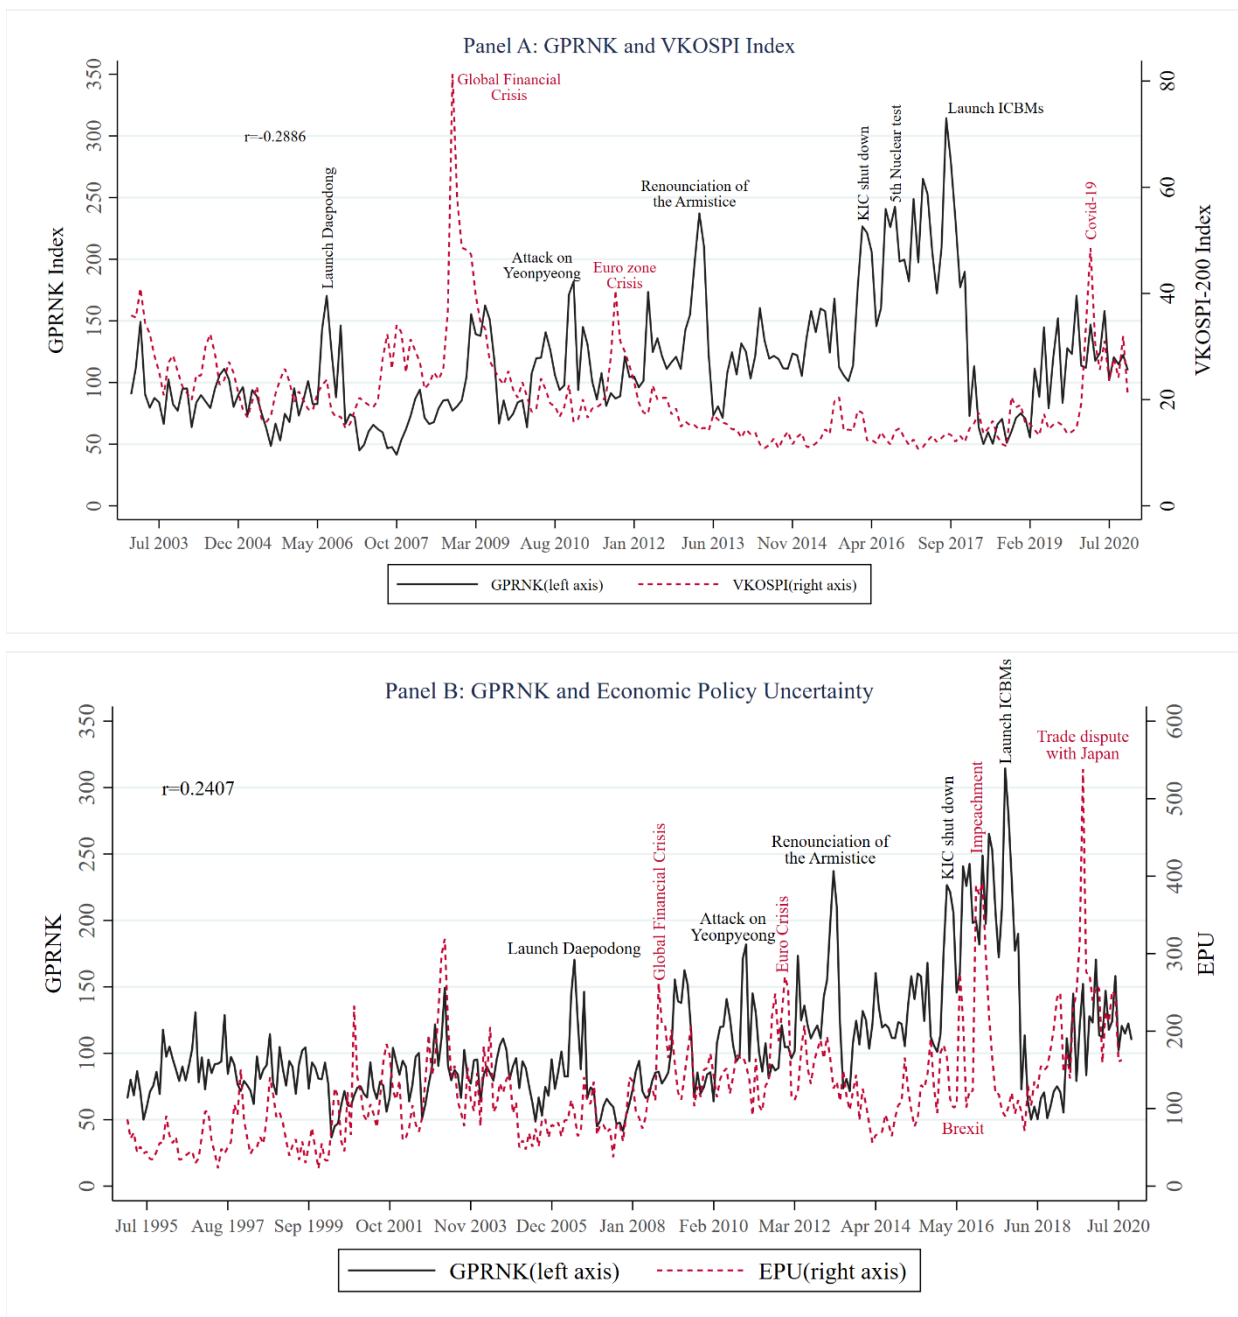 Panel A: GPRNK and VKOSPI Index
GPRNK Index
0 50 100 150 200 250 300 350
r=-0.2886
Launch Daepodong
Global Financial
Crisis
Attack on
Yeonpyeong
Euro zone
Crisis
Renounciation of
the Armistice
KIC shut down
5th Nuclear test
Launch ICBMs
Covid-19
0 20 40 60 80
VKOSPI-200 Index
Jul 2003 Dec 2004 May 2006 Oct 2007 Mar 2009 Aug 2010 Jan 2012 Jun 2013 Nov 2014 Apr 2016 Sep 2017 Feb 2019 Jul 2020
GPRNK(left axis) VKOSPI(right axis)
Panel B: GPRNK and Economic Policy Uncertainty
GPRNK
0 50 100 150 200 250 300 350
r=0.2407
Launch Daepodong
Global Financial Crisis
Attack on
Yeonpyeong
Euro Crisis
Renounciation of
the Armistice
KIC shut down
Impeachment
Brexit
Launch ICBMs
Trade dispute
with Japan
0 100 200 300 400 500 600
EPU
Jul 1995 Aug 1997 Sep 1999 Oct 2001 Nov 2003 Dec 2005 Jan 2008 Feb 2010 Mar 2012 Apr 2014 May 2016 Jun 2018 Jul 2020
GPRNK(left axis) EPU(right axis)